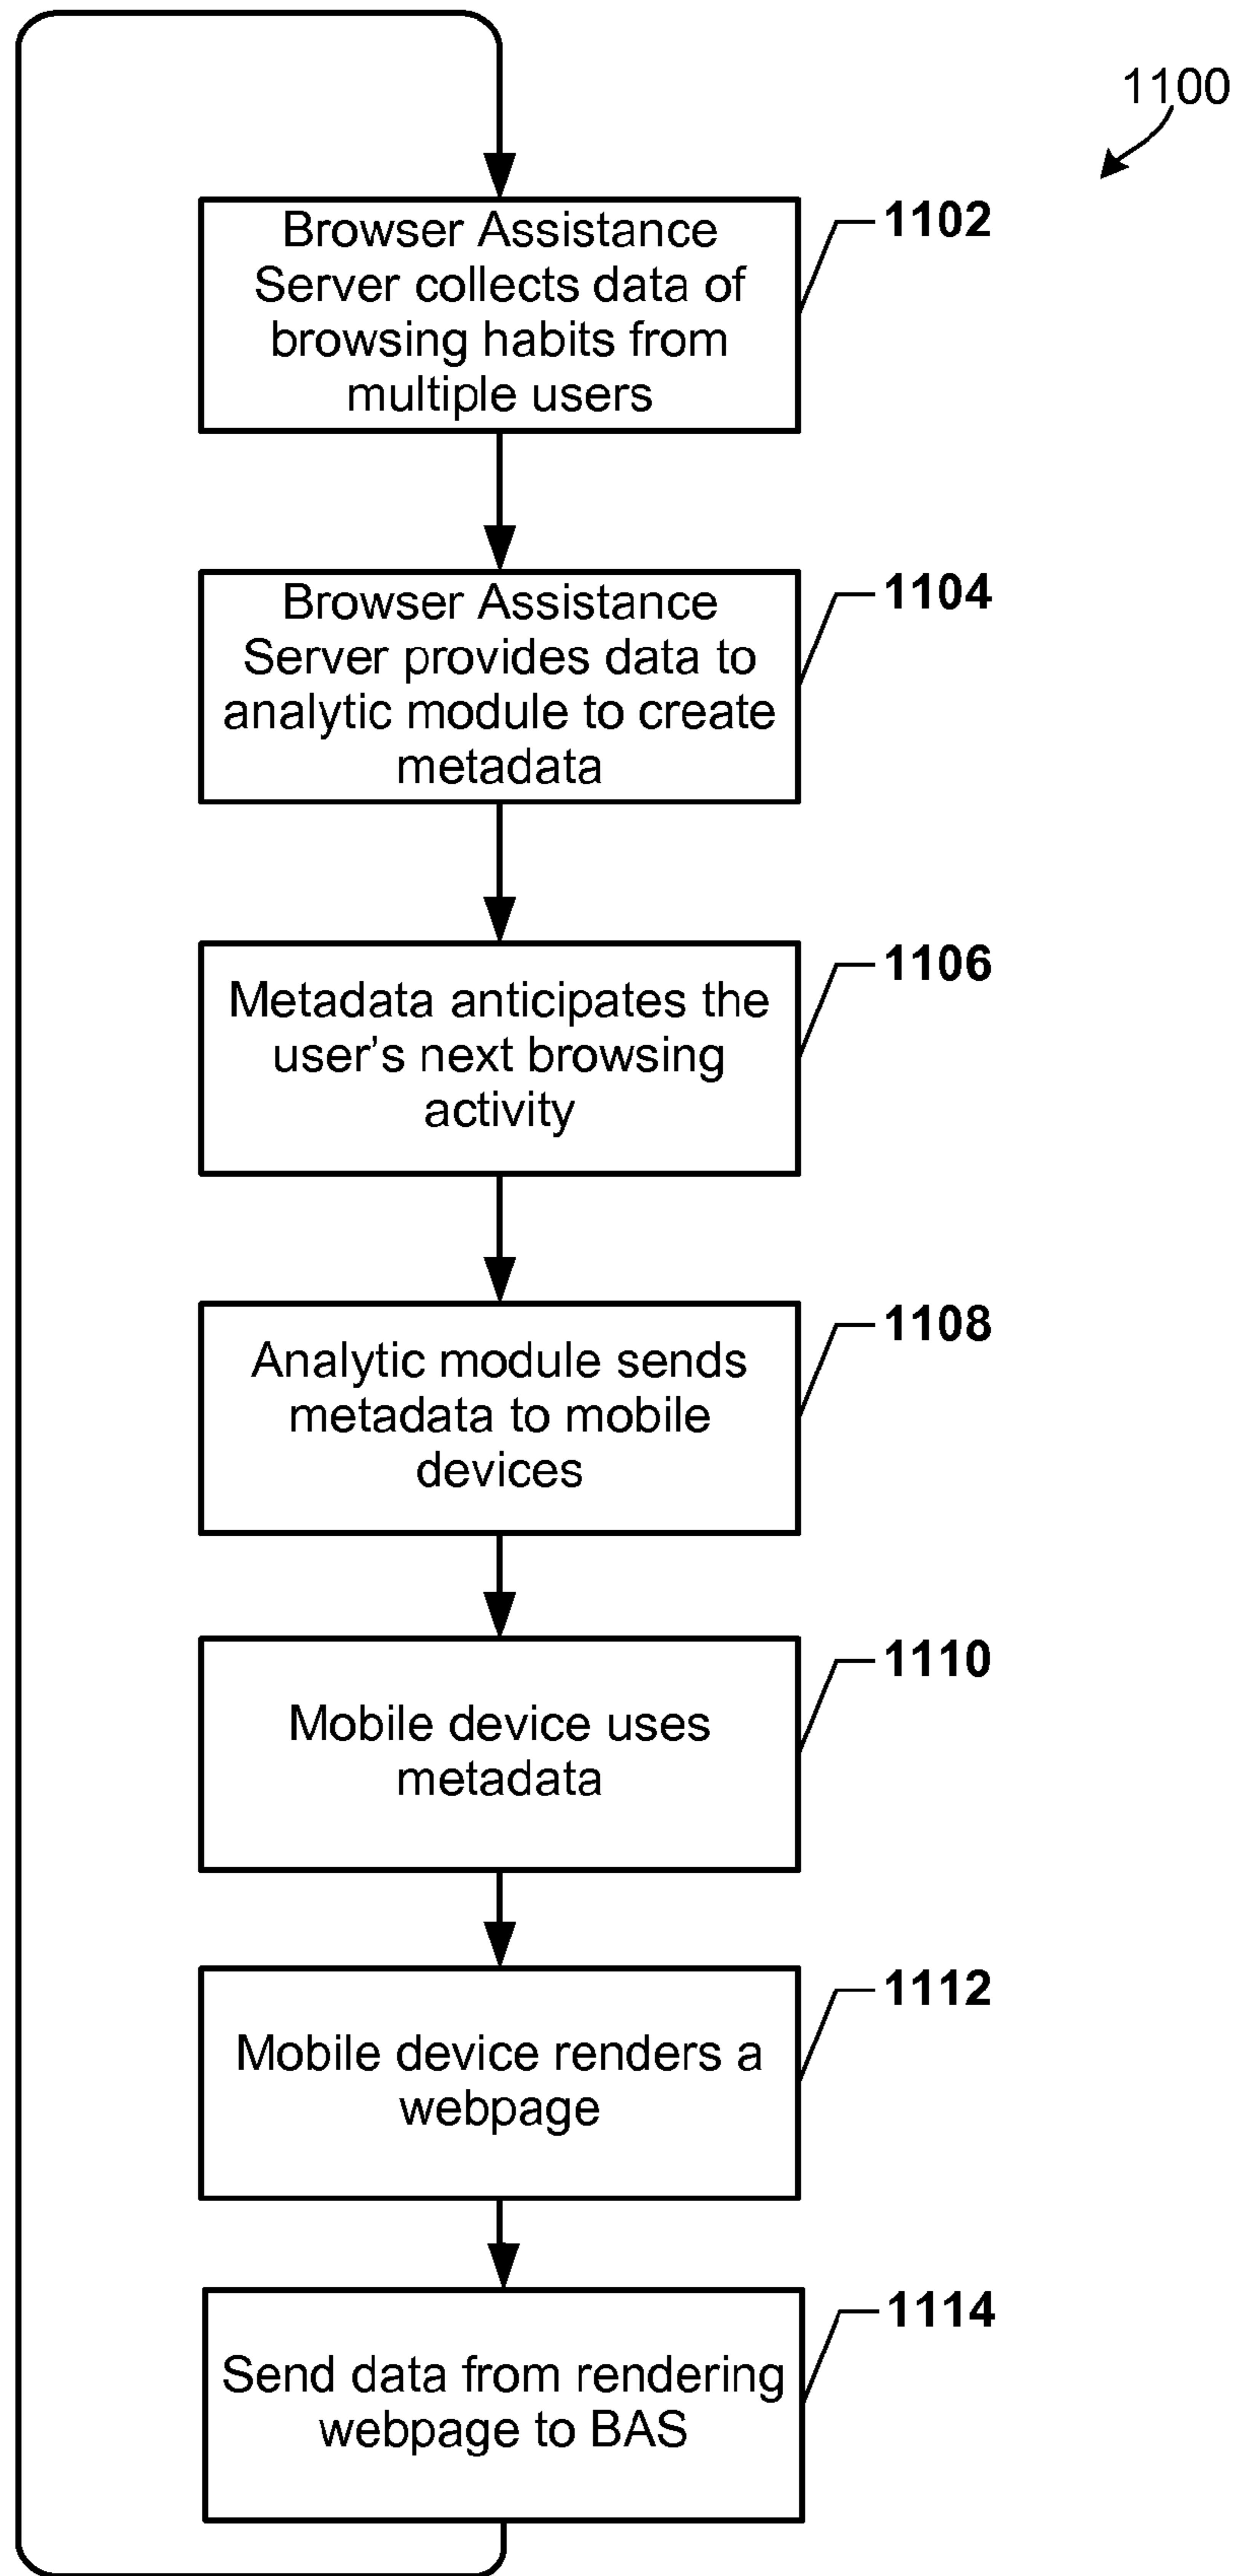 1100
Browser Assistance
Server collects data of
browsing habits from
multiple users
1102
Browser Assistance
Server provides data to
analytic module to create
metadata
1104
Metadata anticipates the
user's next browsing
activity
1106
Analytic module sends
metadata to mobile
devices
1108
Mobile device uses
metadata
1110
Mobile device renders a
webpage
1112
Send data from rendering
webpage to BAS
1114